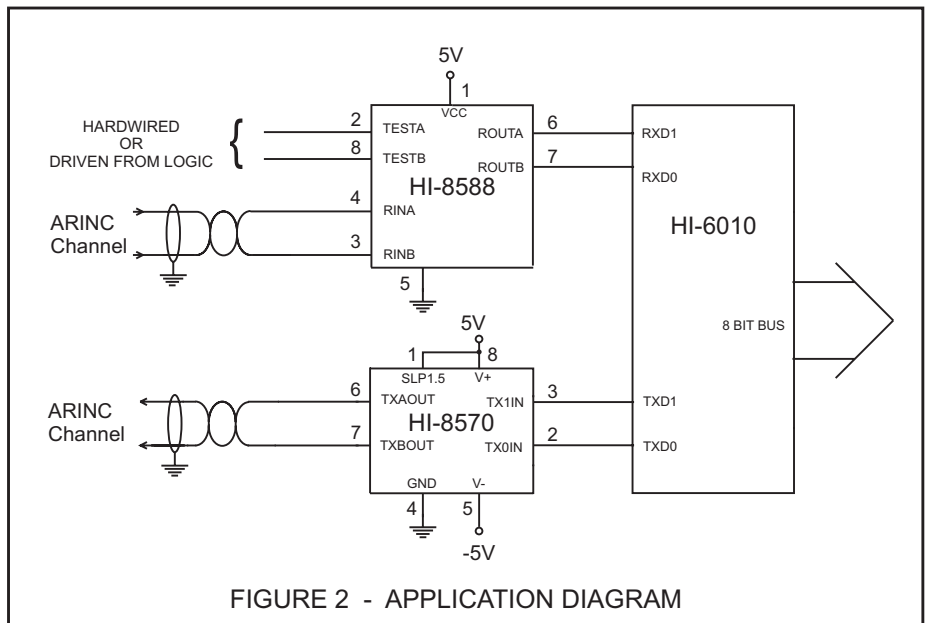 5V
1
VCC
HARDWIRED
OR
DRIVEN FROM LOGIC
{
2
TESTA
8
TESTB
ROUTA
6
ROUTB
7
HI-8588
ARINC
Channel
4
RINA
3
RINB
5
RXD1
RXD0
HI-6010
8 BIT BUS
TXD1
TXD0
5V
1
8
SLP1.5
V+
ARINC
Channel
6
TXAOUT
7
TXBOUT
TX1IN
3
TX0IN
2
HI-8570
GND
V-
4
5
-5V
FIGURE 2 - APPLICATION DIAGRAM